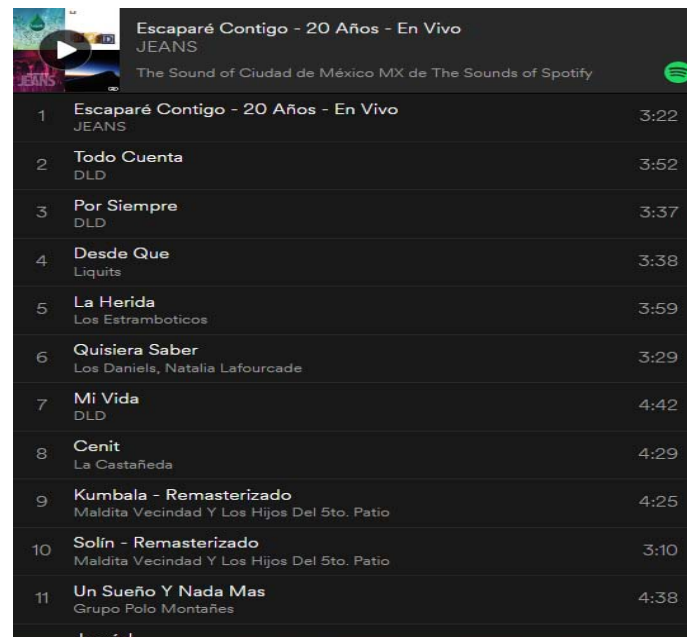 Escaparé Contigo - 20 Años - En Vivo
JEANS
The Sound of Ciudad de México MX de The Sounds of Spotify
JEANS
1 Escaparé Contigo - 20 Años - En Vivo 3:22
JEANS
2 Todo Cuenta 3:52
DLD
3 Por Siempre 3:37
DLD
4 Desde Que 3:38
Liquits
5 La Herida 3:59
Los Estramboticos
6 Quisiera Saber 3:29
Los Daniels, Natalia Lafourcade
7 Mi Vida 4:42
DLD
8 Cenit 4:29
La Castañeda
9 Kumbala - Remasterizado 4:25
Maldita Vecindad Y Los Hijos Del 5to. Patio
10 Solín - Remasterizado 3:10
Maldita Vecindad Y Los Hijos Del 5to. Patio
11 Un Sueño Y Nada Mas 4:38
Grupo Polo Montañes